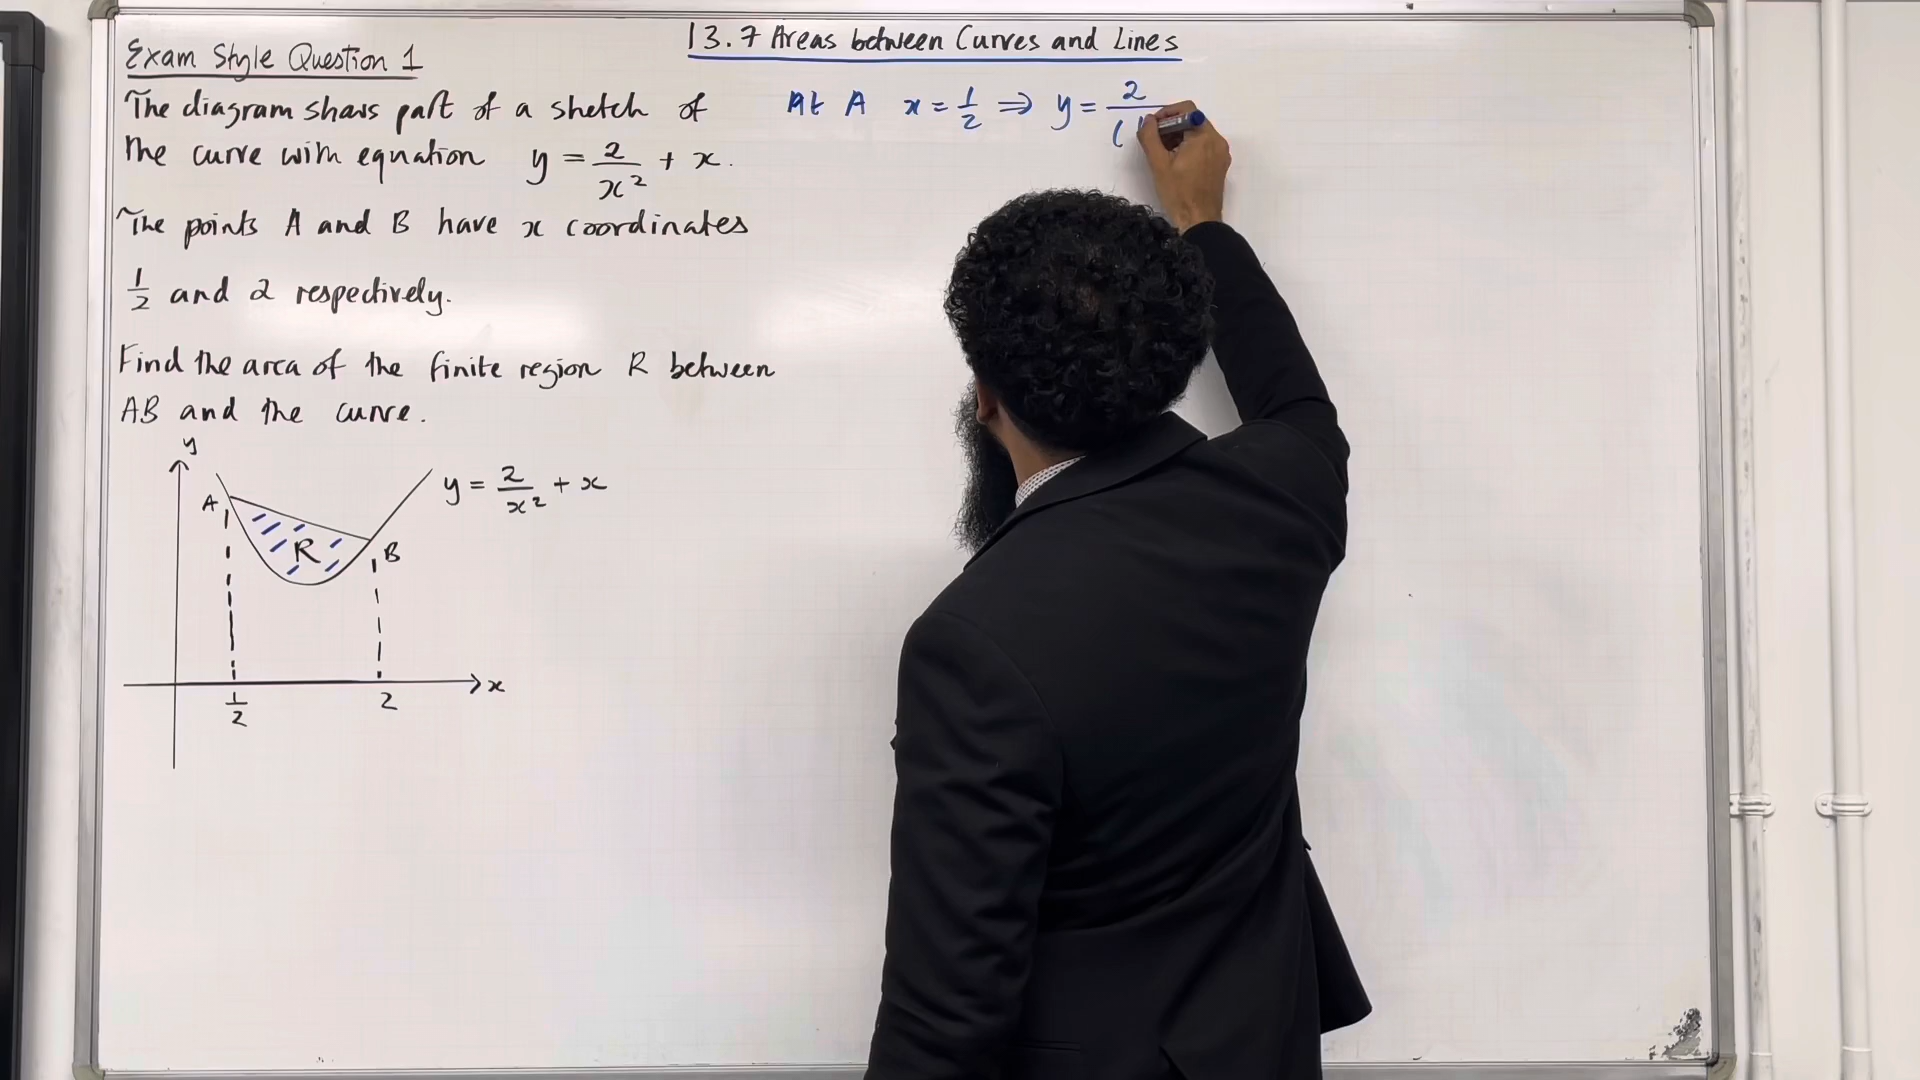 13.7 Areas between Curves and Lines
Exam Style Question 1
The diagram shows part of a sketch of
the curve with equation y = 2/x² + x.
The points A and B have x coordinates
1/2 and 2 respectively.
Find the area of the finite region R between
AB and the curve.
y
A
R
B
y = 2/x² + x
1/2
2
x
At A x = 1/2 ⇒ y = 2/(1